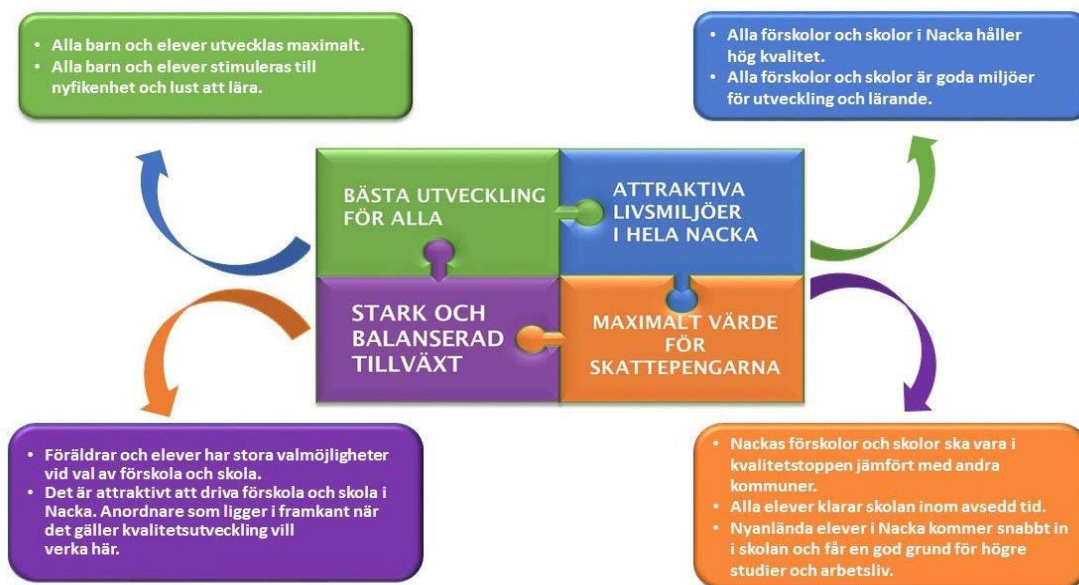 • Alla barn och elever utvecklas maximalt.
• Alla barn och elever stimuleras till
nyfikenhet och lust att lära.
• Alla förskolor och skolor i Nacka håller
hög kvalitet.
• Alla förskolor och skolor är goda miljöer
för utveckling och lärande.
BÄSTA UTVECKLING
FÖR ALLA
ATTRAKTIVA
LIVSMILJÖER
I HELA NACKA
STARK OCH
BALANSERAD
TILLVÄXT
MAXIMALT VÄRDE
FÖR
SKATTEPENGARNA
• Föräldrar och elever har stora valmöjligheter
vid val av förskola och skola.
• Det är attraktivt att driva förskola och skola i
Nacka. Anordnare som ligger i framkant när
det gäller kvalitetsutveckling vill
verka här.
• Nackas förskolor och skolor ska vara i
kvalitetstoppen jämfört med andra
kommuner.
• Alla elever klarar skolan inom avsedd tid.
• Nyanlända elever i Nacka kommer snabbt in
i skolan och får en god grund för högre
studier och arbetsliv.